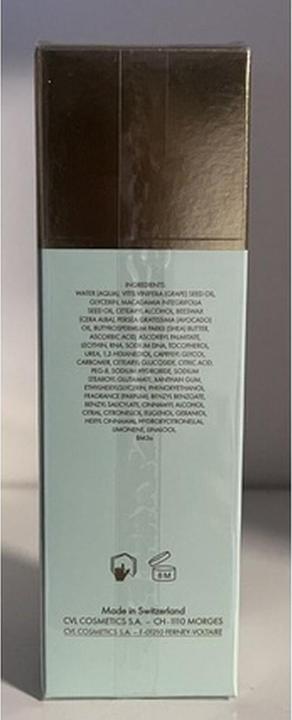 INGREDIENTS:
WATER (AQUA), VITIS VINIFERA (GRAPE) SEED OIL,
GLYCERIN, MACADAMIA INTEGRIFOLIA
SEED OIL, CETEARYL ALCOHOL, BEESWAX
(CERA ALBA), PERSEA GRATISSIMA (AVOCADO)
OIL, BUTYROSPERMUM PARKII (SHEA) BUTTER,
ASCORBIC ACID, ASCORBYL PALMITATE,
LECITHIN, RNA, SODIUM DNA, TOCOPHEROL,
UREA, 1,2-HEXANEDIOL, CAPRYLYL GLYCOL,
CARBOMER, CETEARYL GLUCOSIDE, CITRIC ACID,
PEG-8, SODIUM HYDROXIDE, SODIUM
STEAROYL GLUTAMATE, XANTHAN GUM,
ETHYLHEXYLGLYCERIN, PHENOXYETHANOL,
FRAGRANCE (PARFUM), BENZYL BENZOATE,
BENZYL SALICYLATE, CINNAMYL ALCOHOL,
CITRAL, CITRONELLOL, EUGENOL, GERANIOL,
HEXYL CINNAMAL, HYDROXYCITRONELLAL,
LIMONENE, LINALOOL.
6M
Made in Switzerland
CVL COSMETICS S.A. – CH-1110 MORGES
CVL COSMETICS S.A. – F-01210 FERNEY-VOLTAIRE